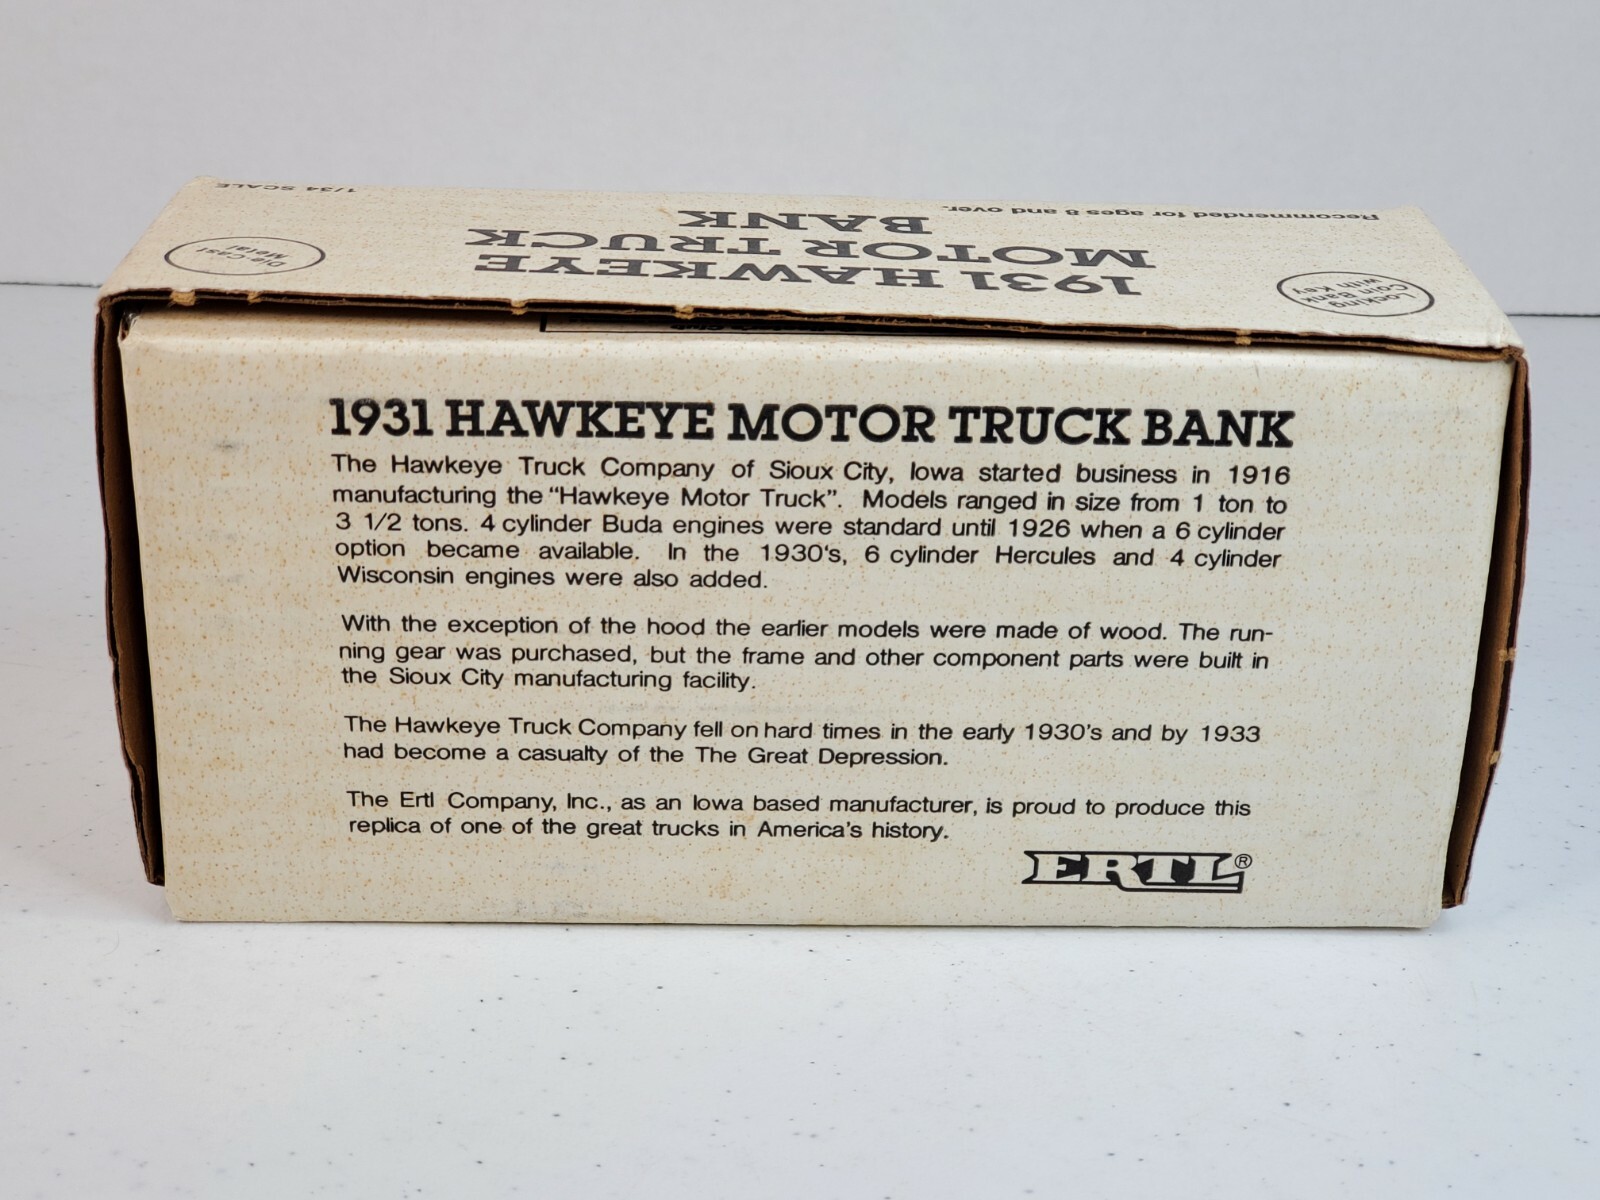 1/34 SCALE
Recommended for ages 8 and over.
1931 HAWKEYE
MOTOR TRUCK
BANK
Die Cast
Metal
Locking
Coin Bank
with Key
1931 HAWKEYE MOTOR TRUCK BANK
The Hawkeye Truck Company of Sioux City, Iowa started business in 1916
manufacturing the "Hawkeye Motor Truck". Models ranged in size from 1 ton to
3 1/2 tons. 4 cylinder Buda engines were standard until 1926 when a 6 cylinder
option became available. In the 1930's, 6 cylinder Hercules and 4 cylinder
Wisconsin engines were also added.
With the exception of the hood the earlier models were made of wood. The run-
ning gear was purchased, but the frame and other component parts were built in
the Sioux City manufacturing facility.
The Hawkeye Truck Company fell on hard times in the early 1930's and by 1933
had become a casualty of the The Great Depression.
The Ertl Company, Inc., as an Iowa based manufacturer, is proud to produce this
replica of one of the great trucks in America's history.
ERTL®